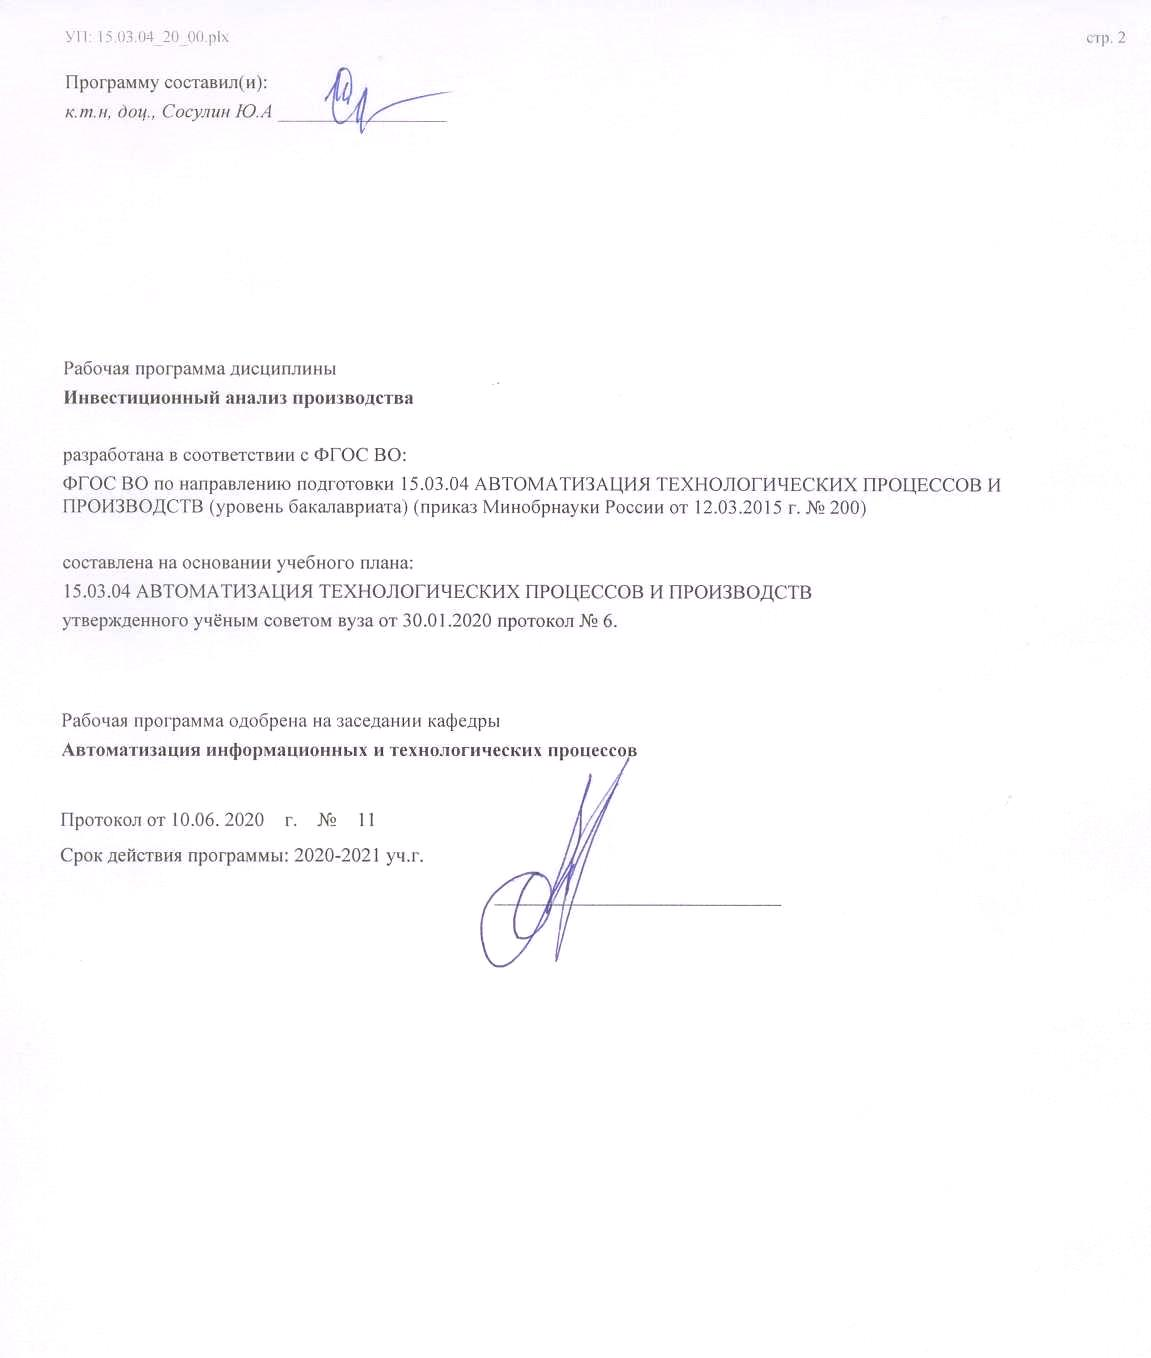 УП: 15.03.04_20_00.plx
стр. 2
Программу составил(и):
к.т.н, доц., Сосулин Ю.А
Рабочая программа дисциплины
Инвестиционный анализ производства
разработана в соответствии с ФГОС ВО:
ФГОС ВО по направлению подготовки 15.03.04 АВТОМАТИЗАЦИЯ ТЕХНОЛОГИЧЕСКИХ ПРОЦЕССОВ И
ПРОИЗВОДСТВ (уровень бакалавриата) (приказ Минобрнауки России от 12.03.2015 г. № 200)
составлена на основании учебного плана:
15.03.04 АВТОМАТИЗАЦИЯ ТЕХНОЛОГИЧЕСКИХ ПРОЦЕССОВ И ПРОИЗВОДСТВ
утвержденного учёным советом вуза от 30.01.2020 протокол № 6.
Рабочая программа одобрена на заседании кафедры
Автоматизация информационных и технологических процессов
Протокол от 10.06. 2020 г. № 11
Срок действия программы: 2020-2021 уч.г.